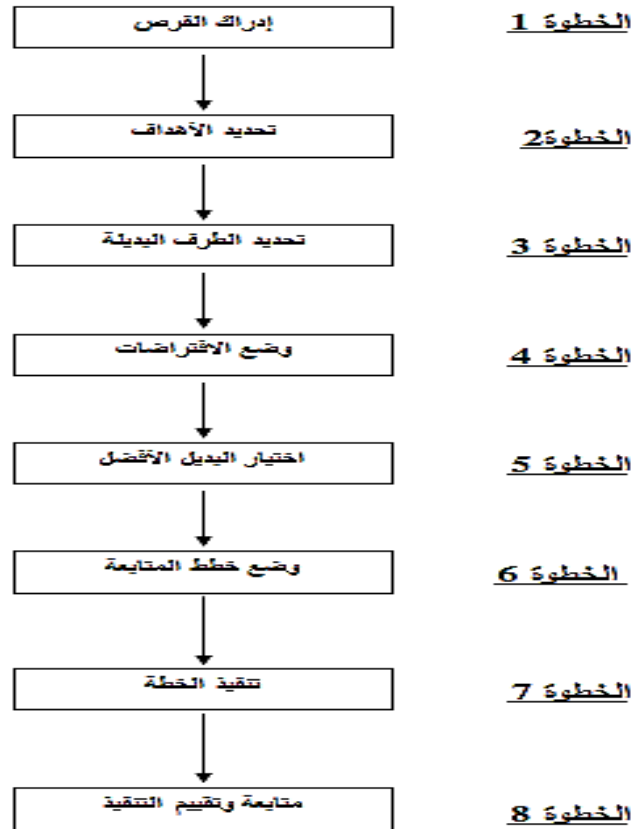 الخطوة 1
إدراك الفرص
الخطوة2
تحديد الأهداف
الخطوة 3
تحديد الطرق البديلة
الخطوة 4
وضع الافتراضات
الخطوة 5
اختيار البديل الأفضل
الخطوة 6
وضع خطط المتابعة
الخطوة 7
تنفيذ الخطة
الخطوة 8
متابعة وتقييم التنفيذ